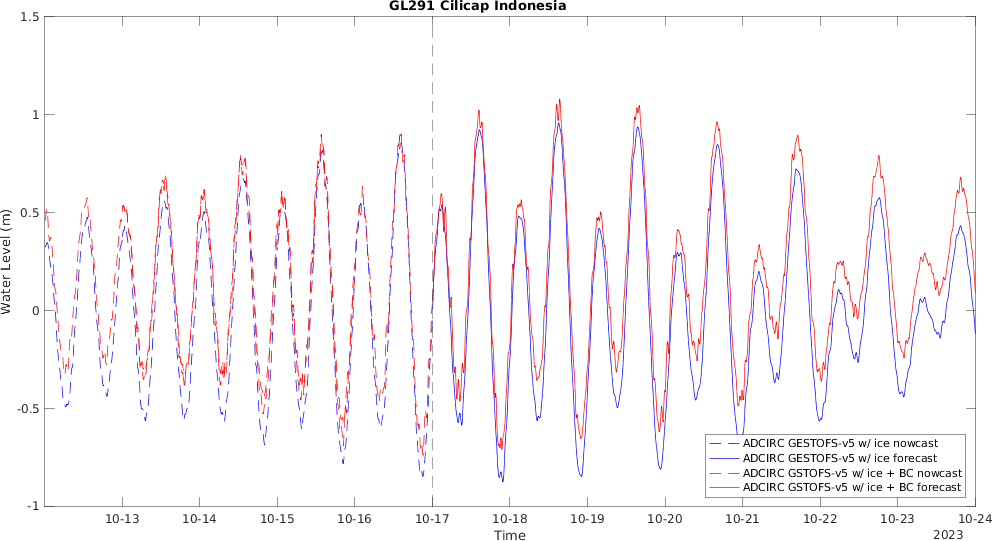 GL291 Cilicap Indonesia
1.5
1
0.5
0
-0.5
-1
Water Level (m)
10-13 10-14 10-15 10-16 10-17 10-18 10-19 10-20 10-21 10-22 10-23 10-24
Time
2023
ADCIRC GESTOFS-v5 w/ ice nowcast
ADCIRC GESTOFS-v5 w/ ice forecast
ADCIRC GSTOFS-v5 w/ ice + BC nowcast
ADCIRC GSTOFS-v5 w/ ice + BC forecast